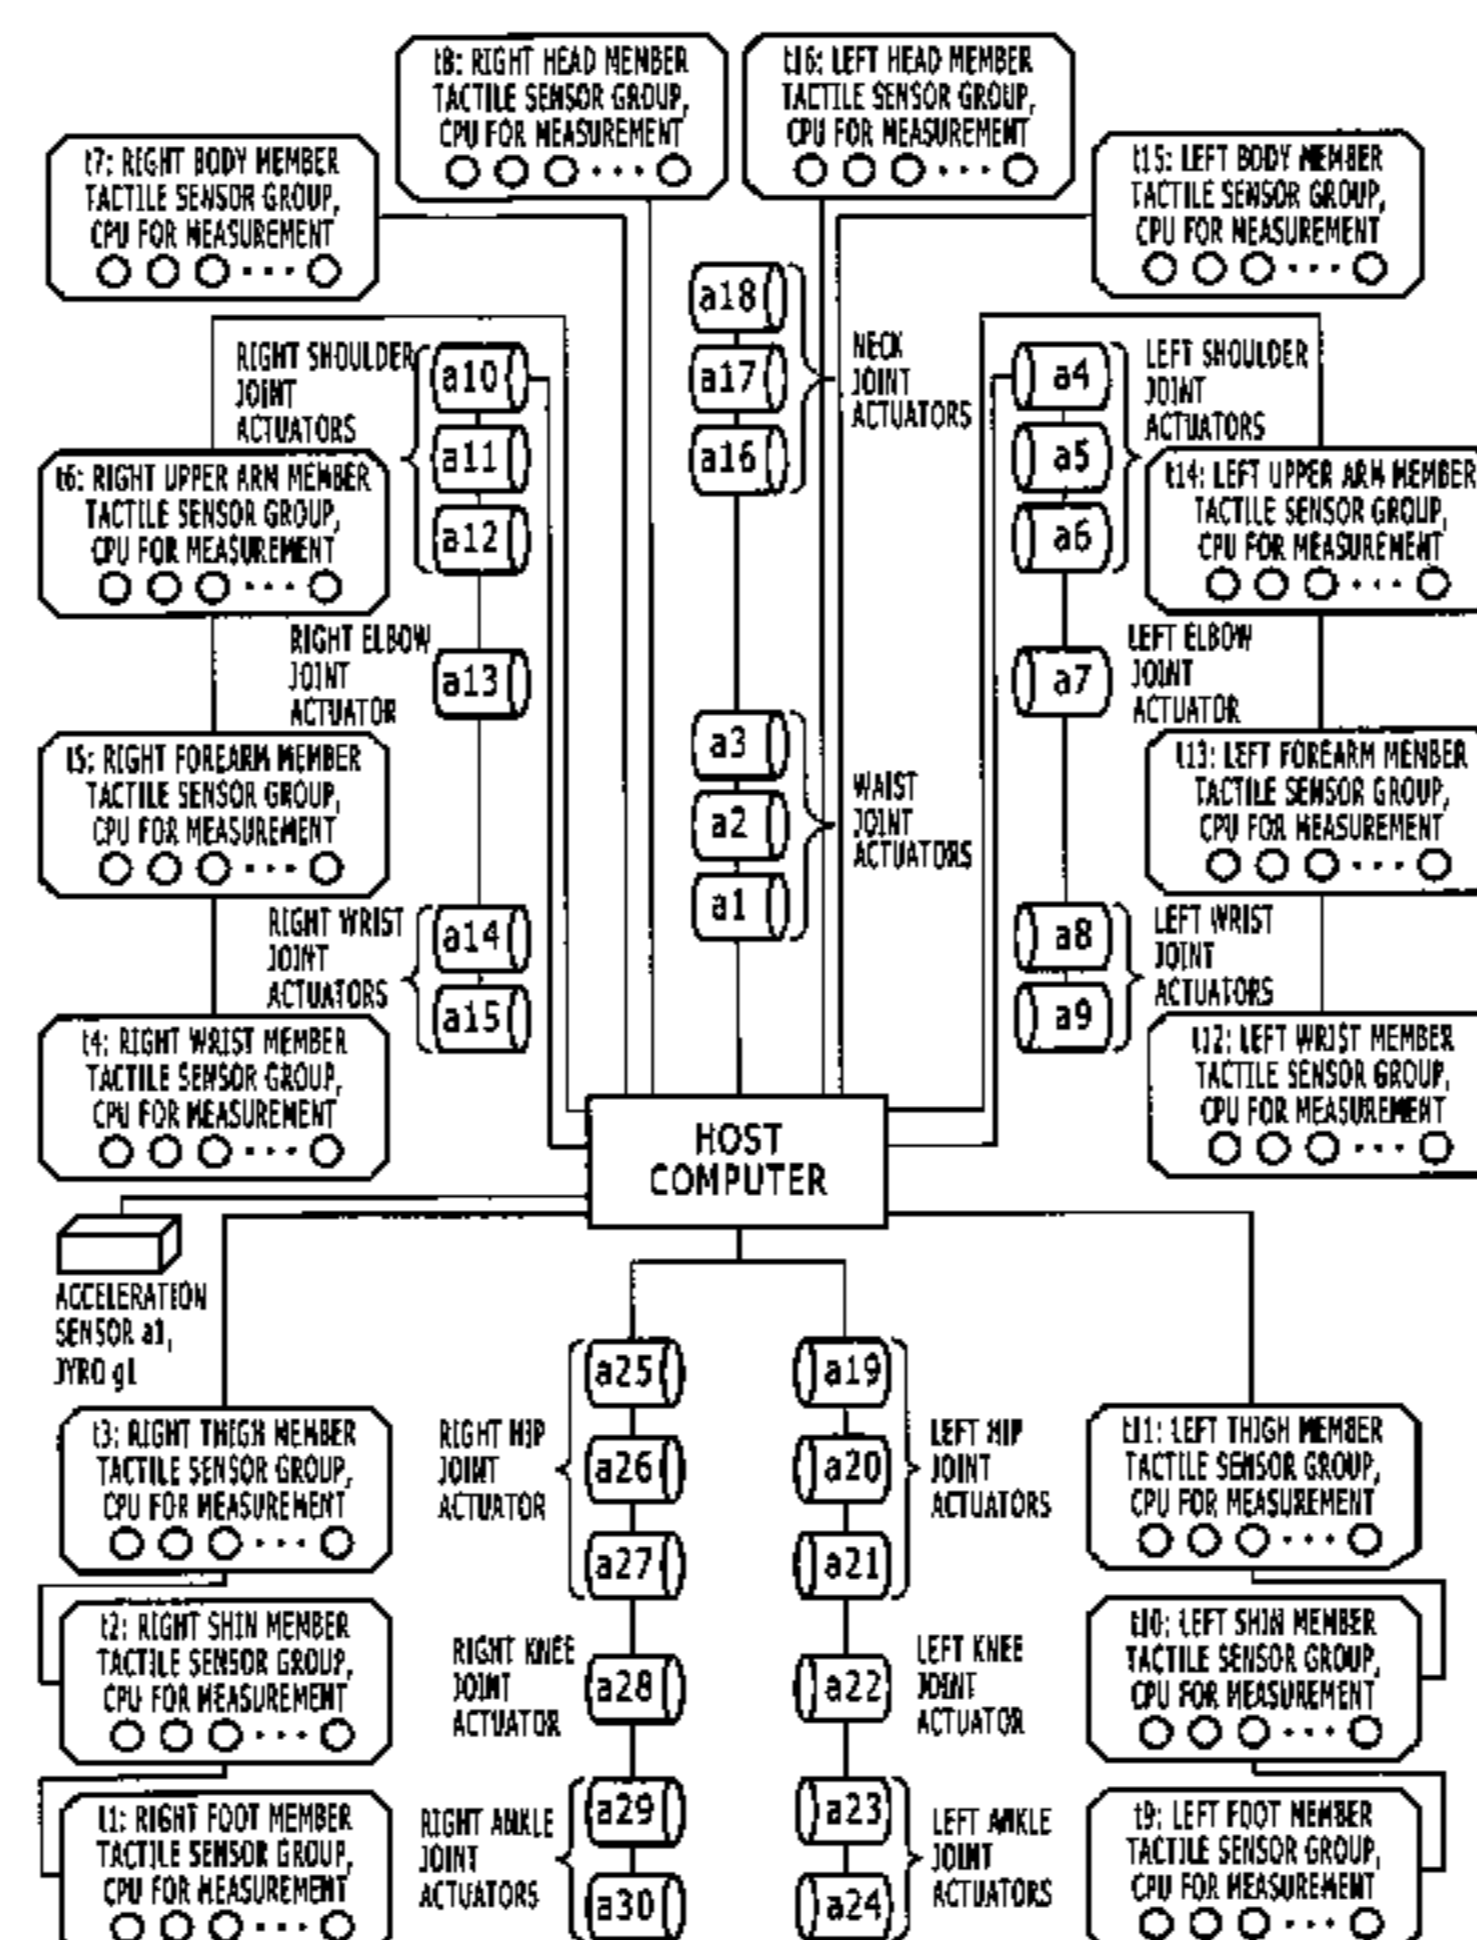 t8: RIGHT HEAD MEMBER
TACTILE SENSOR GROUP,
CPU FOR MEASUREMENT
t16: LEFT HEAD MEMBER
TACTILE SENSOR GROUP,
CPU FOR MEASUREMENT
t7: RIGHT BODY MEMBER
TACTILE SENSOR GROUP,
CPU FOR MEASUREMENT
t15: LEFT BODY MEMBER
TACTILE SENSOR GROUP,
CPU FOR MEASUREMENT
a18
a17
a16
NECK
JOINT
ACTUATORS
RIGHT SHOULDER
JOINT
ACTUATORS
a10
a11
a12
a4
a5
a6
LEFT SHOULDER
JOINT
ACTUATORS
t6: RIGHT UPPER ARM MEMBER
TACTILE SENSOR GROUP,
CPU FOR MEASUREMENT
t14: LEFT UPPER ARM MEMBER
TACTILE SENSOR GROUP,
CPU FOR MEASUREMENT
RIGHT ELBOW
JOINT
ACTUATOR
a13
a7
LEFT ELBOW
JOINT
ACTUATOR
t5: RIGHT FOREARM MEMBER
TACTILE SENSOR GROUP,
CPU FOR MEASUREMENT
a3
a2
a1
WAIST
JOINT
ACTUATORS
t13: LEFT FOREARM MEMBER
TACTILE SENSOR GROUP,
CPU FOR MEASUREMENT
RIGHT WRIST
JOINT
ACTUATORS
a14
a15
a8
a9
LEFT WRIST
JOINT
ACTUATORS
t4: RIGHT WRIST MEMBER
TACTILE SENSOR GROUP,
CPU FOR MEASUREMENT
t12: LEFT WRIST MEMBER
TACTILE SENSOR GROUP,
CPU FOR MEASUREMENT
HOST
COMPUTER
ACCELERATION
SENSOR a1,
JYRO g1
a25
a26
a27
RIGHT HIP
JOINT
ACTUATOR
a19
a20
a21
LEFT HIP
JOINT
ACTUATORS
t3: RIGHT THIGH MEMBER
TACTILE SENSOR GROUP,
CPU FOR MEASUREMENT
t11: LEFT THIGH MEMBER
TACTILE SENSOR GROUP,
CPU FOR MEASUREMENT
t2: RIGHT SHIN MEMBER
TACTILE SENSOR GROUP,
CPU FOR MEASUREMENT
RIGHT KNEE
JOINT
ACTUATOR
a28
a22
LEFT KNEE
JOINT
ACTUATOR
t10: LEFT SHIN MEMBER
TACTILE SENSOR GROUP,
CPU FOR MEASUREMENT
t1: RIGHT FOOT MEMBER
TACTILE SENSOR GROUP,
CPU FOR MEASUREMENT
RIGHT ANKLE
JOINT
ACTUATORS
a29
a30
a23
a24
LEFT ANKLE
JOINT
ACTUATORS
t9: LEFT FOOT MEMBER
TACTILE SENSOR GROUP,
CPU FOR MEASUREMENT